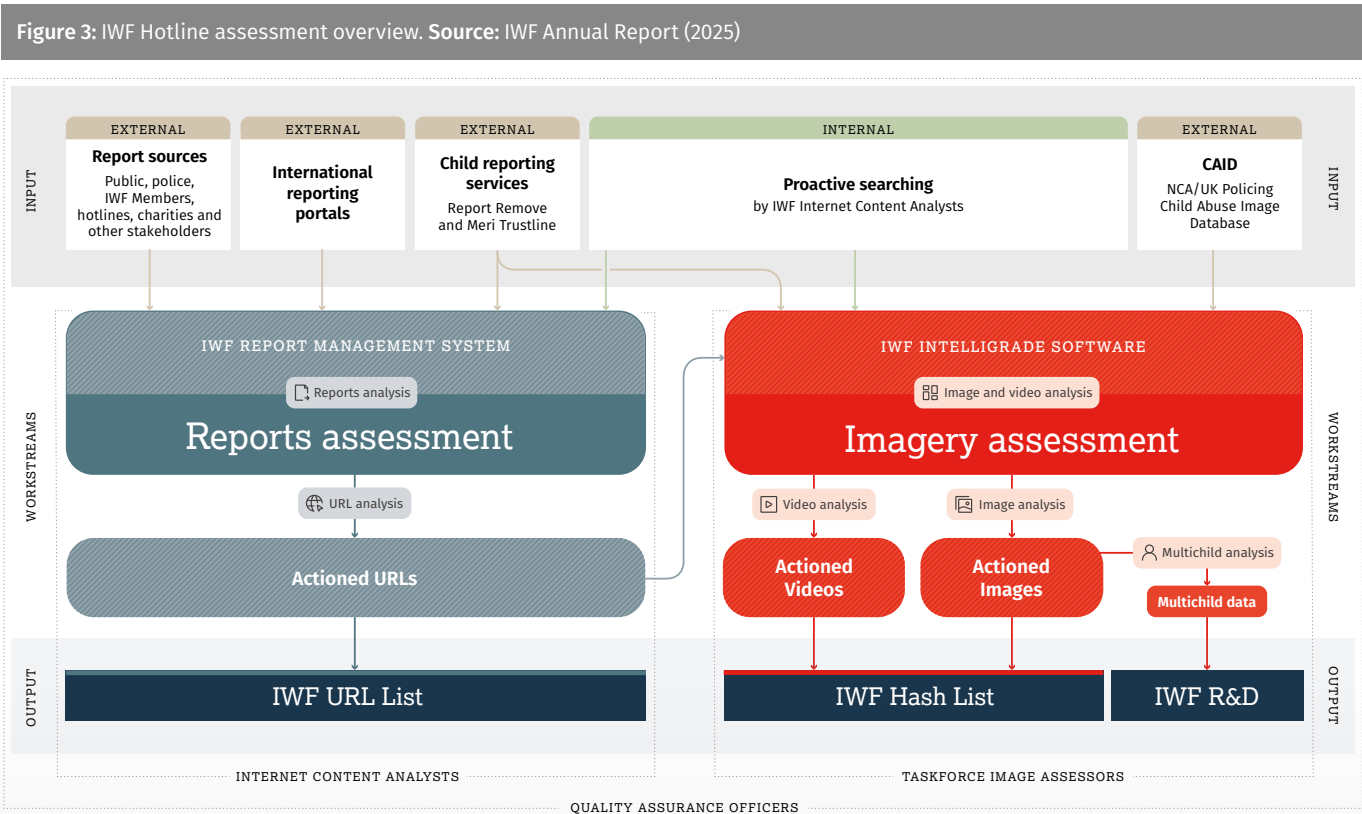 Figure 3: IWF Hotline assessment overview. Source: IWF Annual Report (2025)
INPUT
EXTERNAL
Report sources
Public, police,
IWF Members,
hotlines, charities and
other stakeholders
EXTERNAL
International
reporting
portals
EXTERNAL
Child reporting
services
Report Remove
and Meri Trustline
INTERNAL
Proactive searching
by IWF Internet Content Analysts
EXTERNAL
CAID
NCA/UK Policing
Child Abuse Image
Database
INPUT
WORKSTREAMS
IWF REPORT MANAGEMENT SYSTEM
Reports analysis
Reports assessment
URL analysis
Actioned URLs
IWF INTELLIGRADE SOFTWARE
Image and video analysis
Imagery assessment
Video analysis
Image analysis
Actioned
Videos
Actioned
Images
Multichild analysis
Multichild data
WORKSTREAMS
OUTPUT
IWF URL List
IWF Hash List
IWF R&D
OUTPUT
INTERNET CONTENT ANALYSTS
TASKFORCE IMAGE ASSESSORS
QUALITY ASSURANCE OFFICERS